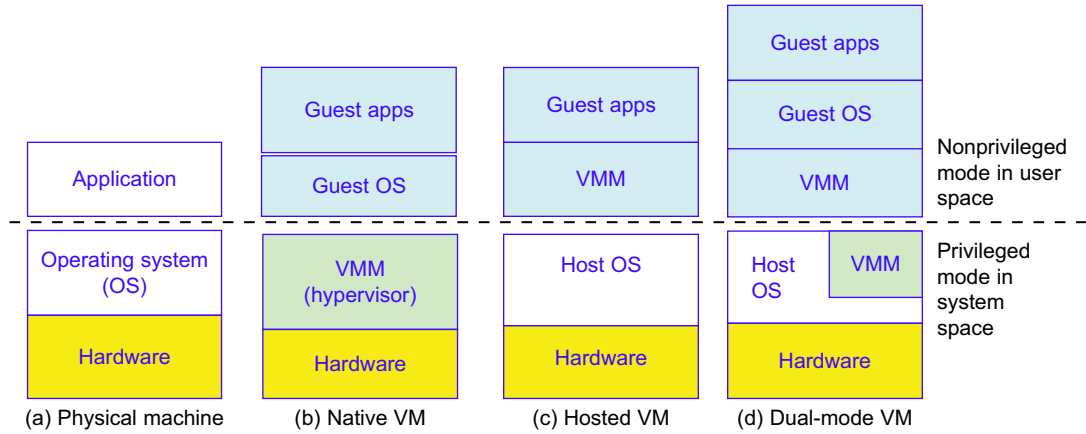 Application
Operating system
(OS)
Hardware
(a) Physical machine
Guest apps
Guest OS
VMM
(hypervisor)
Hardware
(b) Native VM
Guest apps
VMM
Host OS
Hardware
(c) Hosted VM
Guest apps
Guest OS
VMM
Host
OS
VMM
Hardware
(d) Dual-mode VM
Nonprivileged
mode in user
space
Privileged
mode in
system
space